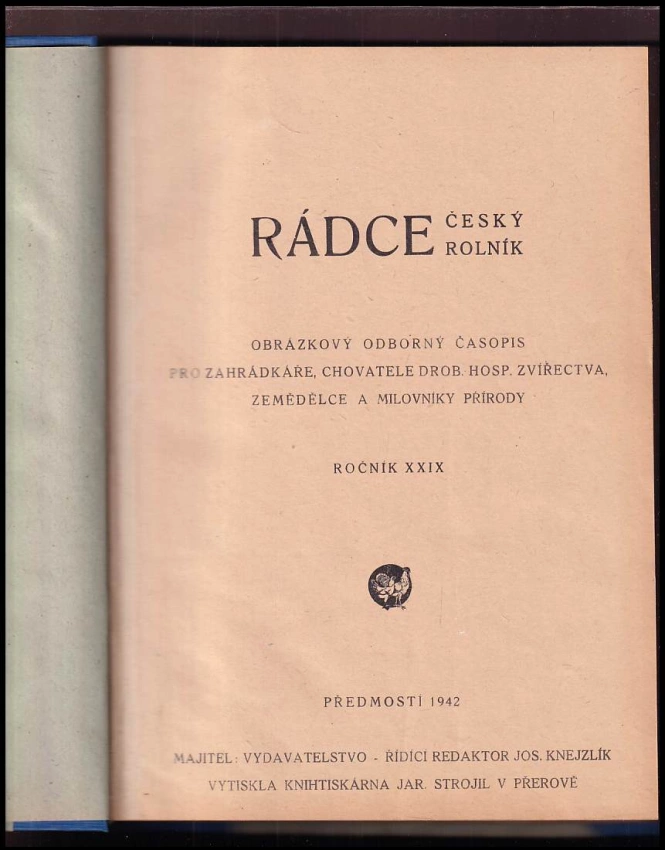 RÁDCE ČESKÝ
ROLNÍK
OBRÁZKOVÝ ODBORNÝ ČASOPIS
PRO ZAHRÁDKÁŘE, CHOVATELE DROB. HOSP. ZVÍŘECTVA,
ZEMĚDĚLCE A MILOVNÍKY PŘÍRODY
ROČNÍK XXIX
PŘEDMOSTÍ 1942
MAJITEL: VYDAVATELSTVO - ŘÍDÍCÍ REDAKTOR JOS. KNEJZLÍK
VYTISKLA KNIHTISKÁRNA JAR. STROJIL V PŘEROVĚ